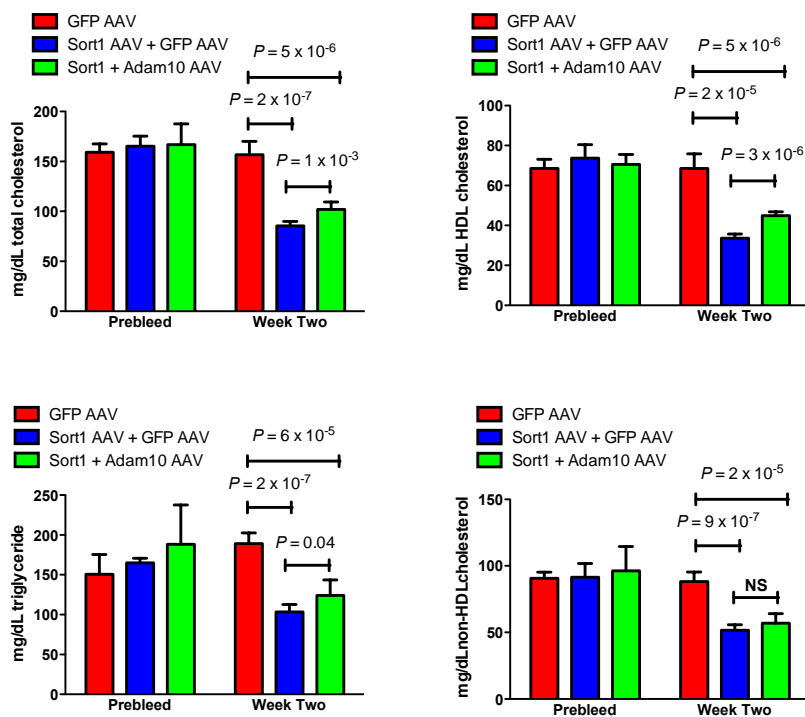 GFP AAV
Sort1 AAV + GFP AAV
Sort1 + Adam10 AAV
P = 5 x 10-6
P = 2 x 10-7
P = 1 x 10-3
200
150
100
50
0
mg/dL total cholesterol
Prebleed
Week Two
GFP AAV
Sort1 AAV + GFP AAV
Sort1 + Adam10 AAV
P = 5 x 10-6
P = 2 x 10-5
P = 3 x 10-6
100
80
60
40
20
0
mg/dL HDL cholesterol
Prebleed
Week Two
GFP AAV
Sort1 AAV + GFP AAV
Sort1 + Adam10 AAV
P = 6 x 10-5
P = 2 x 10-7
P = 0.04
250
200
150
100
50
0
mg/dL triglyceride
Prebleed
Week Two
GFP AAV
Sort1 AAV + GFP AAV
Sort1 + Adam10 AAV
P = 2 x 10-5
P = 9 x 10-7
NS
150
100
50
0
mg/dLnon-HDLcholesterol
Prebleed
Week Two